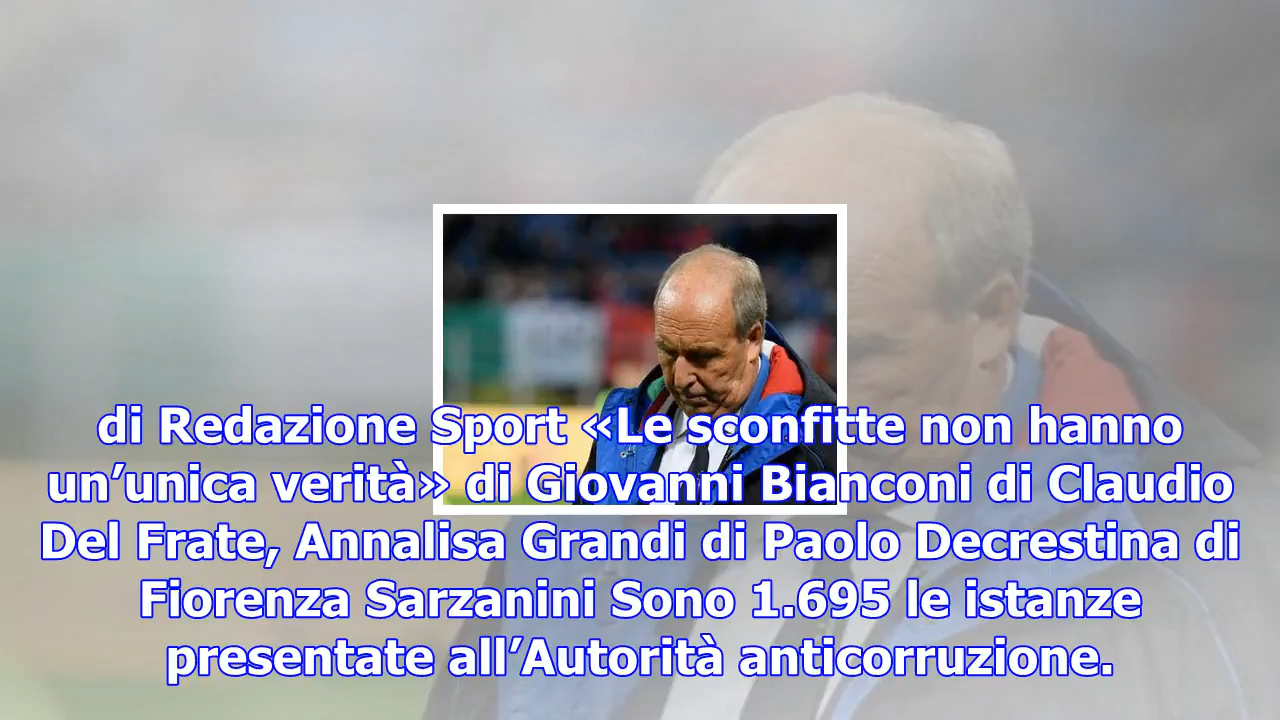 di Redazione Sport «Le sconfitte non hanno
un’unica verità» di Giovanni Bianconi di Claudio
Del Frate, Annalisa Grandi di Paolo Decrestina di
Fiorenza Sarzanini Sono 1.695 le istanze
presentate all’Autorità anticorruzione.